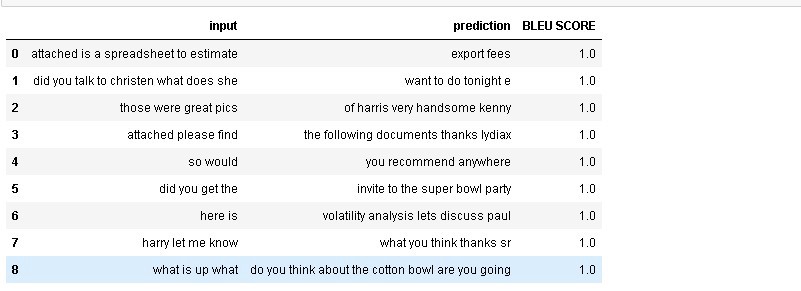 input prediction BLEU SCORE
0 attached is a spreadsheet to estimate export fees 1.0
1 did you talk to christen what does she want to do tonight e 1.0
2 those were great pics of harris very handsome kenny 1.0
3 attached please find the following documents thanks lydiax 1.0
4 so would you recommend anywhere 1.0
5 did you get the invite to the super bowl party 1.0
6 here is volatility analysis lets discuss paul 1.0
7 harry let me know what you think thanks sr 1.0
8 what is up what do you think about the cotton bowl are you going 1.0